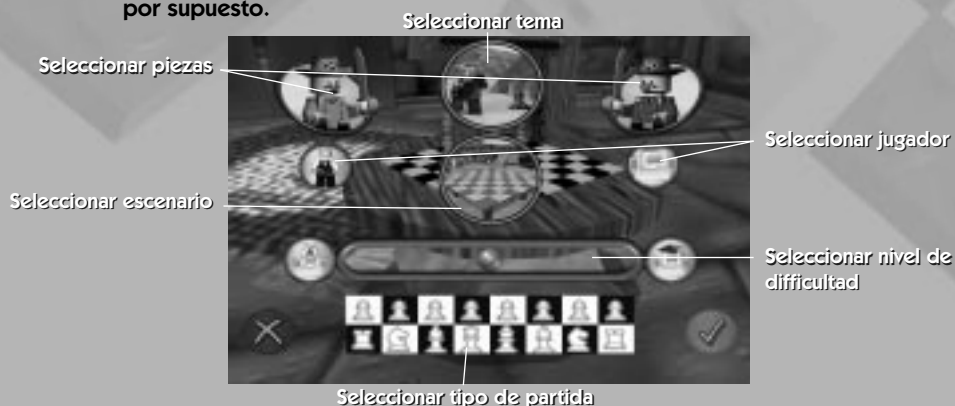 por supuesto.
Seleccionar tema
Seleccionar piezas
Seleccionar jugador
Seleccionar escenario
Seleccionar nivel de
difficultad
Seleccionar tipo de partida